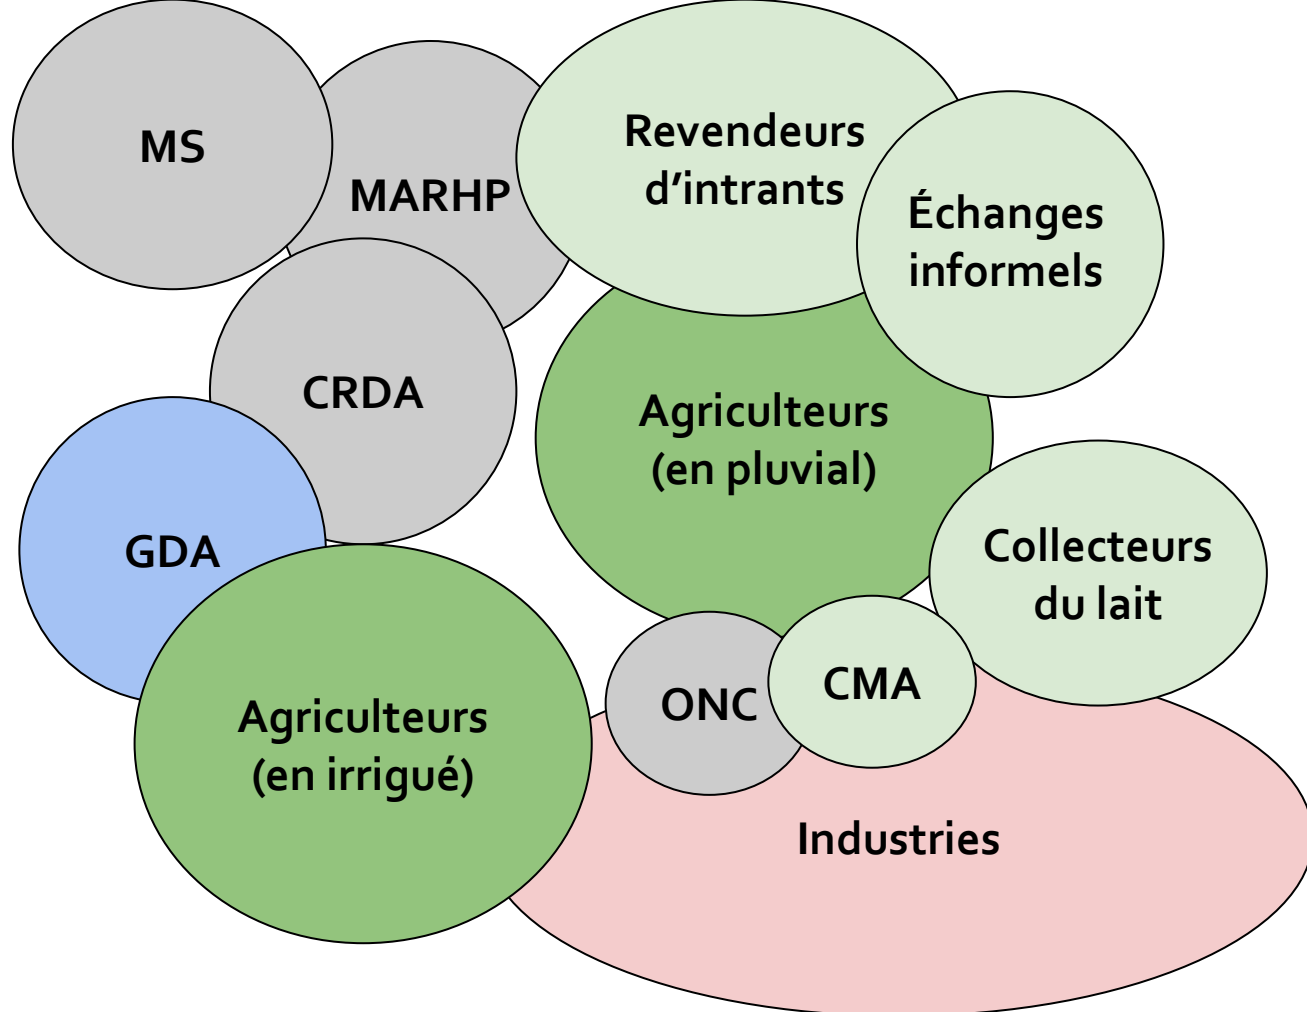 MS
MARHP
Revendeurs
d’intrants
Échanges
informels
CRDA
Agriculteurs
(en pluvial)
GDA
Collecteurs
du lait
Agriculteurs
(en irrigué)
ONC
CMA
Industries